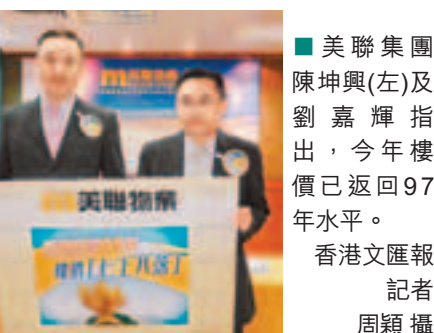 美聯物業
■美聯集團
陳坤興(左)及
劉嘉輝指
出，今年樓
價已返回97
年水平。
香港文匯報
記者
周穎 攝